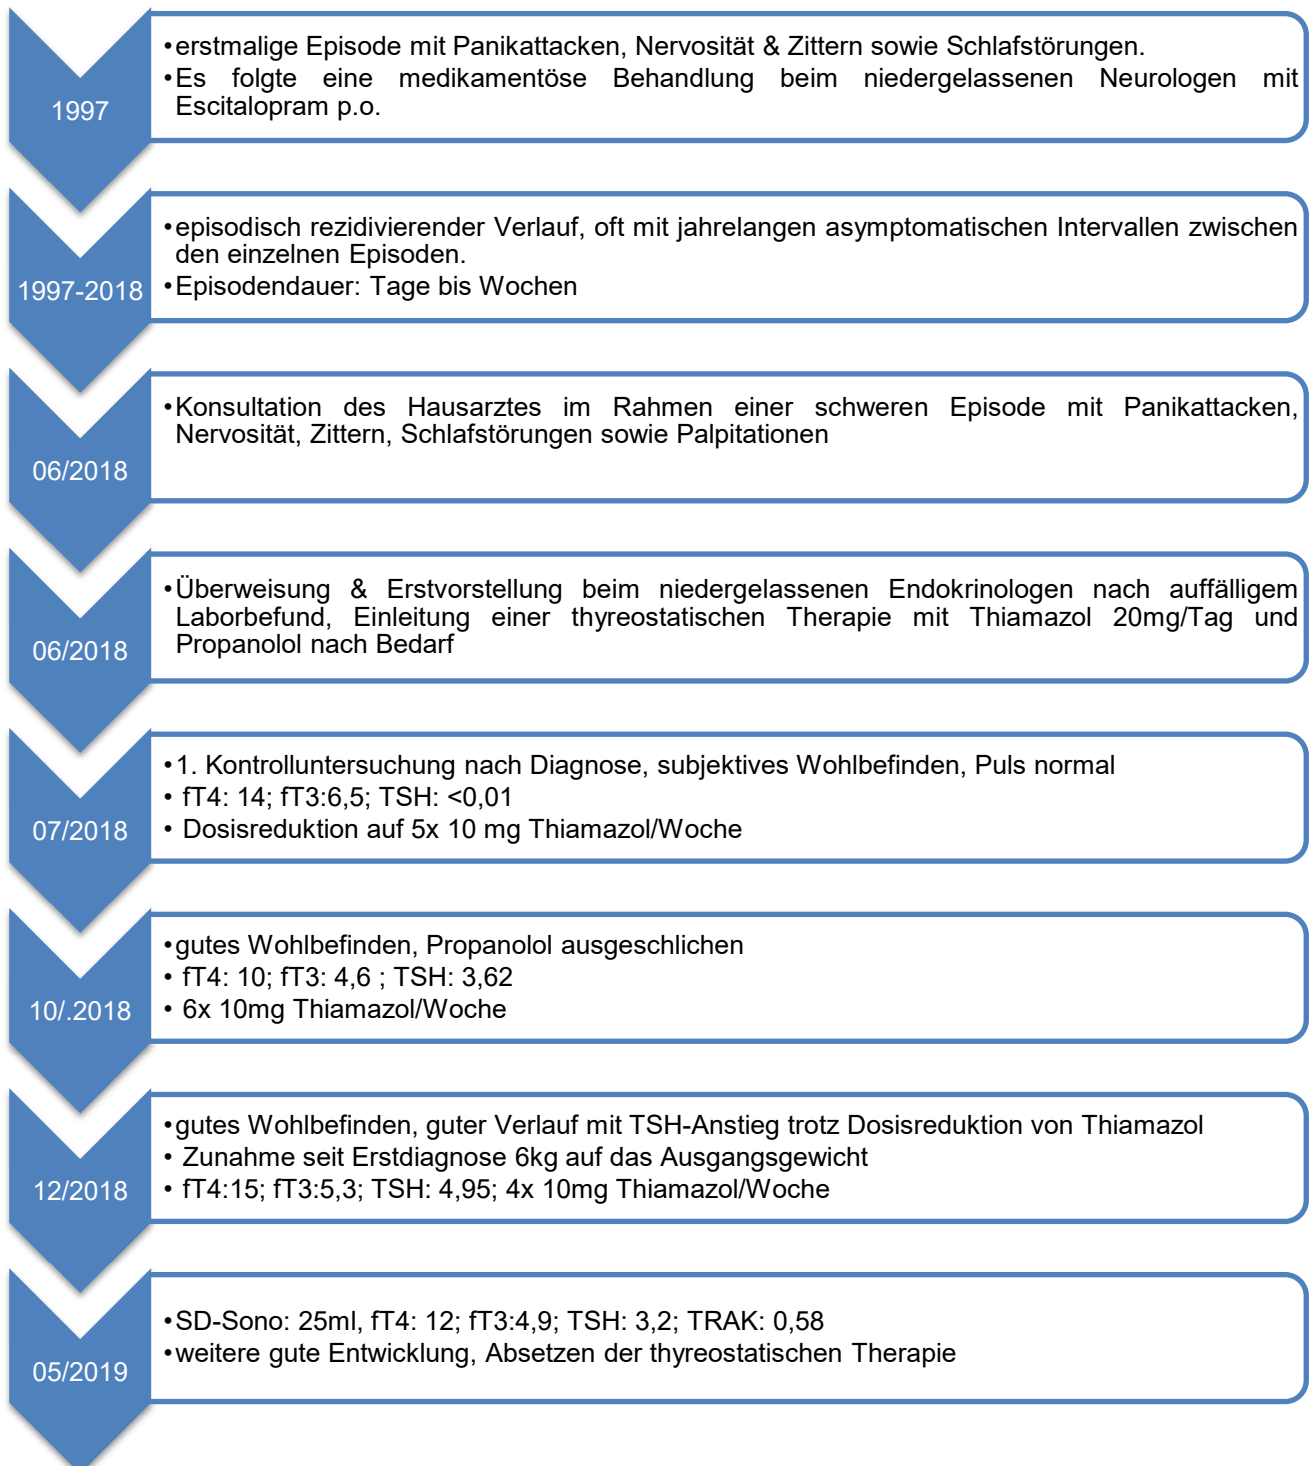 1997
•erstmalige Episode mit Panikattacken, Nervosität & Zittern sowie Schlafstörungen.
•Es folgte eine medikamentöse Behandlung beim niedergelassenen Neurologen mit
Escitalopram p.o.
1997-2018
•episodisch rezidivierender Verlauf, oft mit jahrelangen asymptomatischen Intervallen zwischen
den einzelnen Episoden.
•Episodendauer: Tage bis Wochen
06/2018
•Konsultation des Hausarztes im Rahmen einer schweren Episode mit Panikattacken,
Nervosität, Zittern, Schlafstörungen sowie Palpitationen
06/2018
•Überweisung & Erstvorstellung beim niedergelassenen Endokrinologen nach auffälligem
Laborbefund, Einleitung einer thyreostatischen Therapie mit Thiamazol 20mg/Tag und
Propanolol nach Bedarf
07/2018
•1. Kontrolluntersuchung nach Diagnose, subjektives Wohlbefinden, Puls normal
• fT4: 14; fT3:6,5; TSH: <0,01
• Dosisreduktion auf 5x 10 mg Thiamazol/Woche
10/.2018
•gutes Wohlbefinden, Propanolol ausgeschlichen
• fT4: 10; fT3: 4,6 ; TSH: 3,62
• 6x 10mg Thiamazol/Woche
12/2018
•gutes Wohlbefinden, guter Verlauf mit TSH-Anstieg trotz Dosisreduktion von Thiamazol
• Zunahme seit Erstdiagnose 6kg auf das Ausgangsgewicht
• fT4:15; fT3:5,3; TSH: 4,95; 4x 10mg Thiamazol/Woche
05/2019
•SD-Sono: 25ml, fT4: 12; fT3:4,9; TSH: 3,2; TRAK: 0,58
•weitere gute Entwicklung, Absetzen der thyreostatischen Therapie